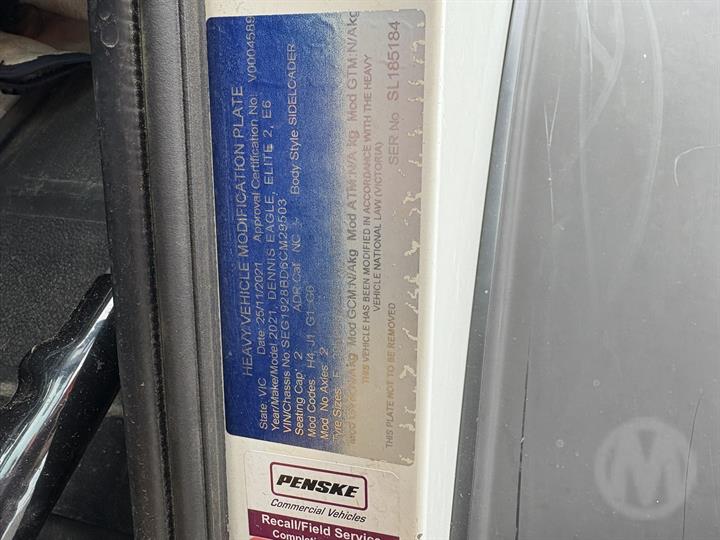 HEAVY VEHICLE MODIFICATION PLATE
State: VIC Date: 25/11/2021 Approval Certification No: V0004589
Year/Make/Model 2021, DENNIS EAGLE, ELITE 2, E6
VIN/Chassis No: SEG1928BD6CM29503
Seating Cap' 2 ADR Cat NC Body Style SIDELOADER
Mod Codes H4, J1, G1, G6
Mod. No Axles: 2
Tyre Sizes
Mod GCM:N/Akg Mod ATM:N/A kg Mod GTM:N/Akg
THIS VEHICLE HAS BEEN MODIFIED IN ACCORDANCE WITH THE HEAVY
VEHICLE NATIONAL LAW (VICTORIA)
THIS PLATE NOT TO BE REMOVED SER No SL185184
PENSKE
Commercial Vehicles
Recall/Field Service
M